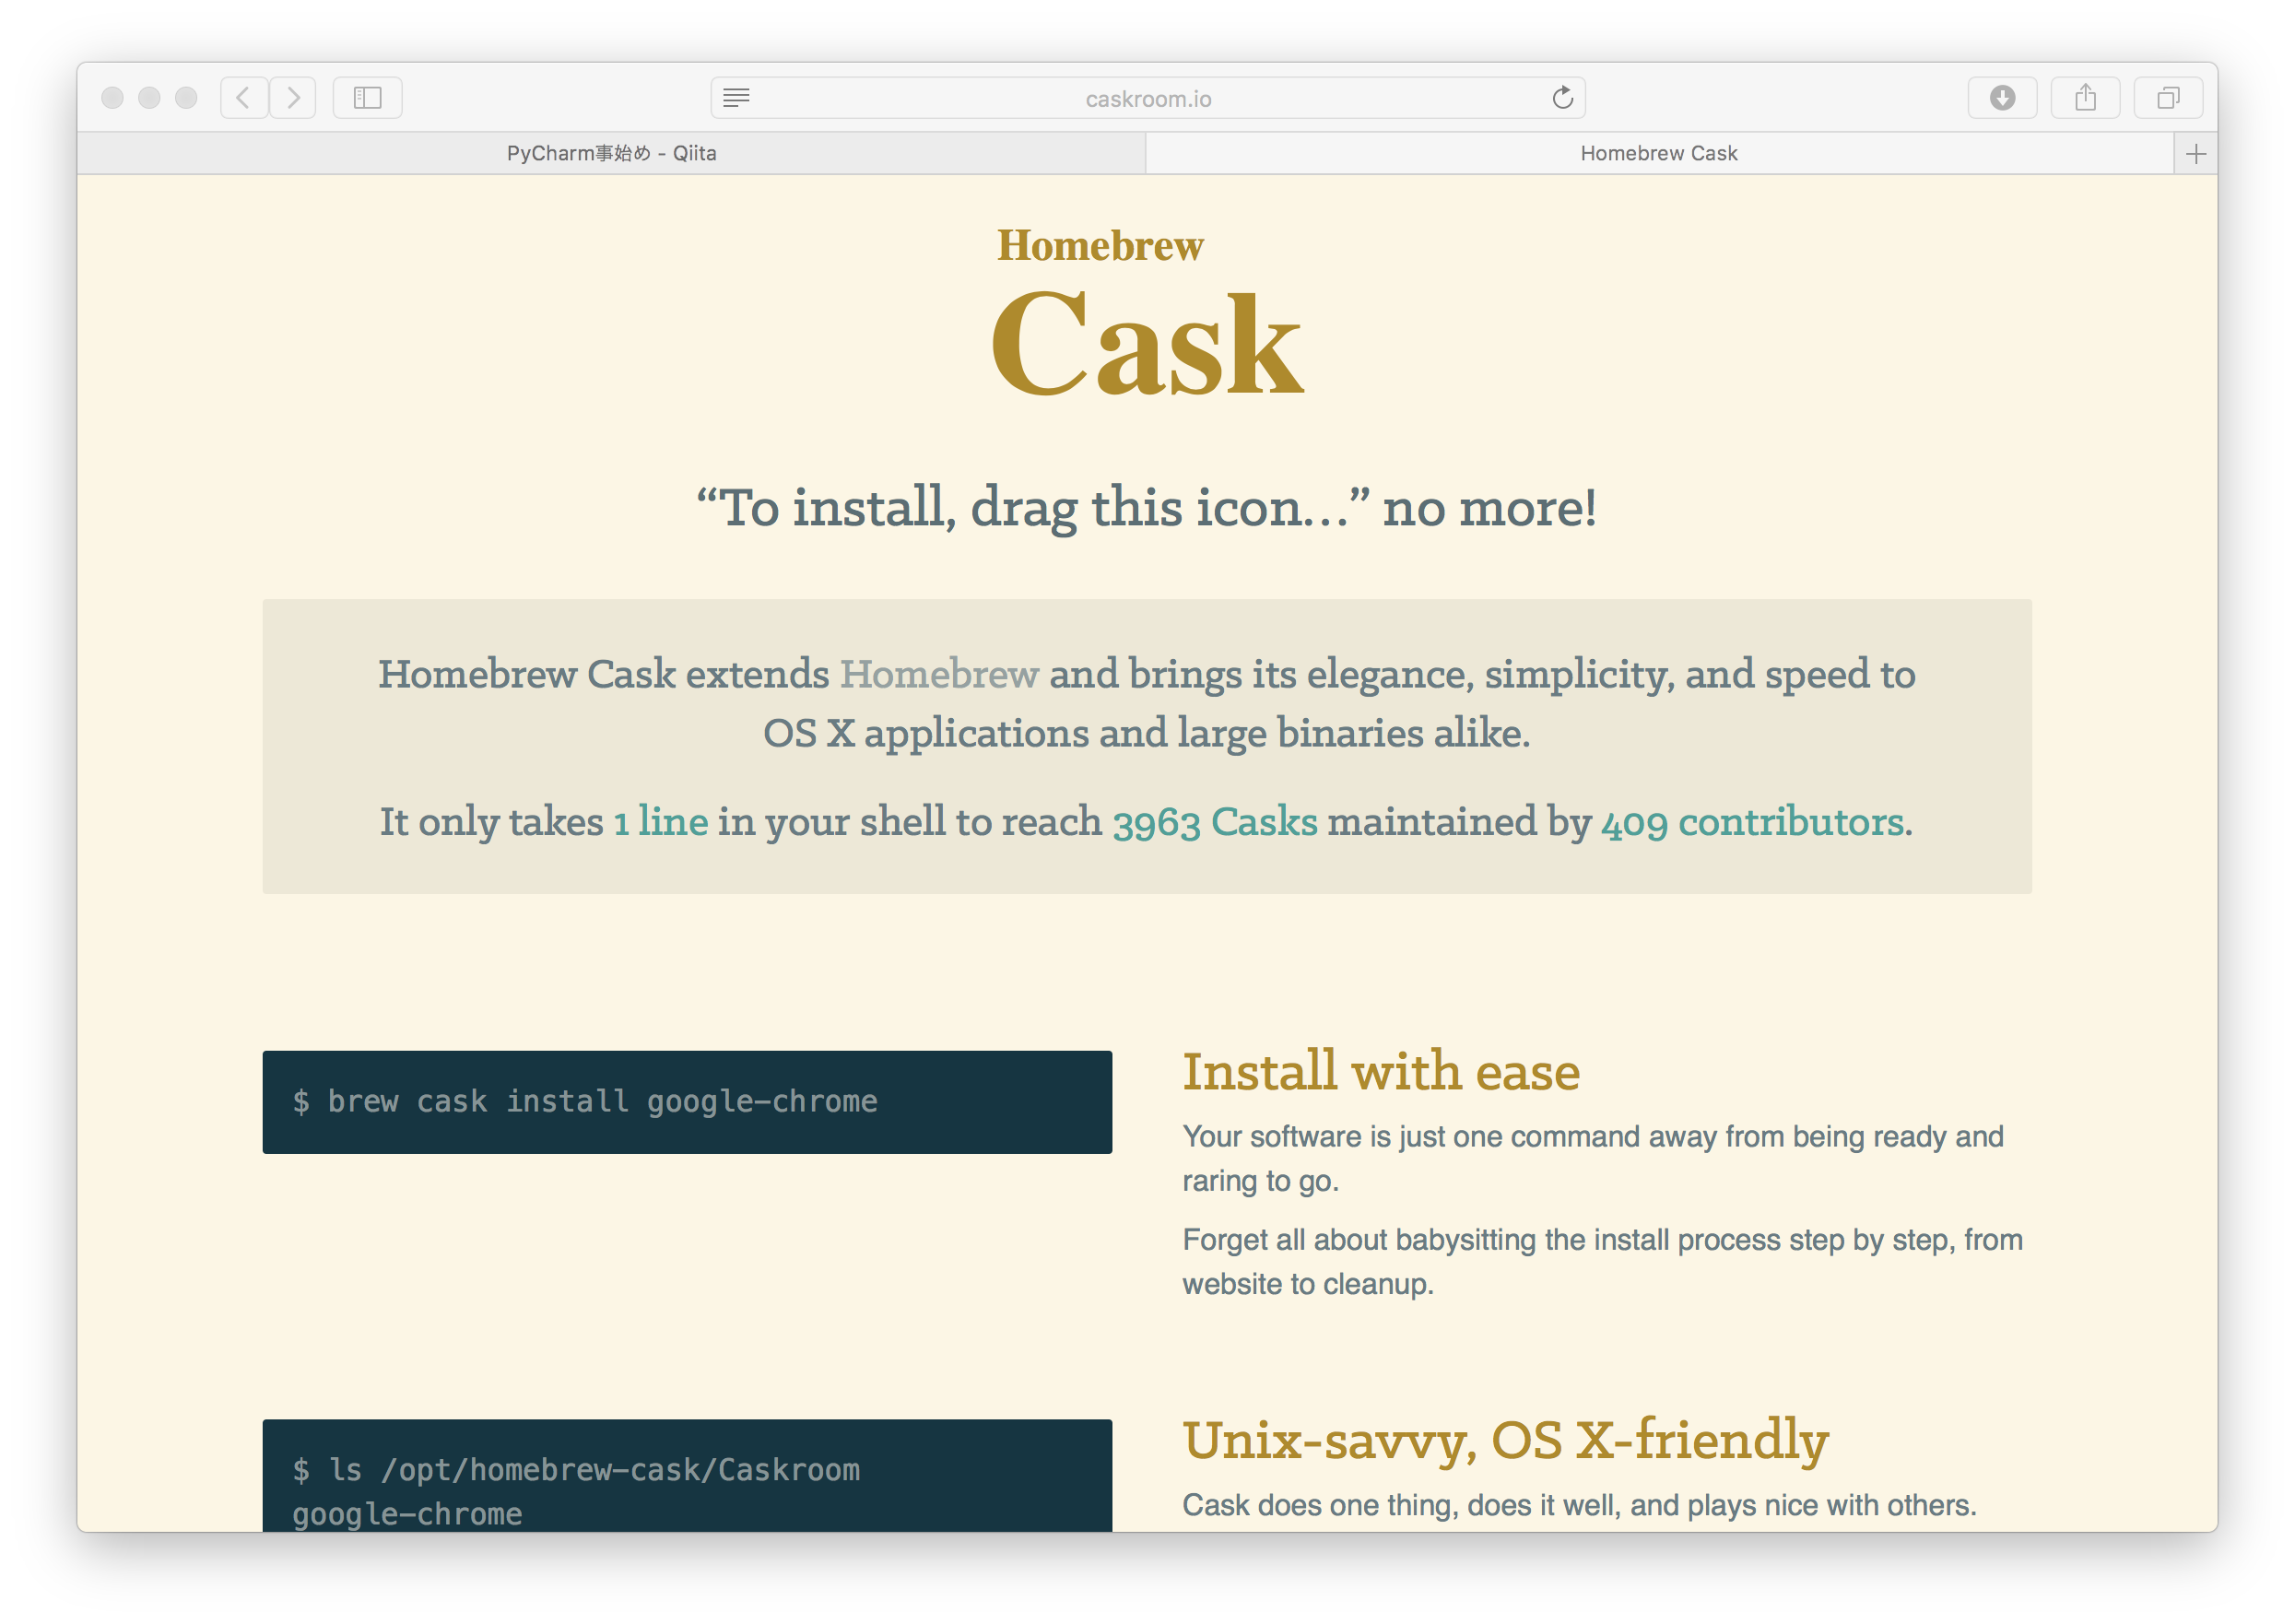 caskroom.io
PyCharm事始め - Qiita
Homebrew Cask
Homebrew
Cask
“To install, drag this icon…” no more!
Homebrew Cask extends Homebrew and brings its elegance, simplicity, and speed to
OS X applications and large binaries alike.
It only takes 1 line in your shell to reach 3963 Casks maintained by 409 contributors.
$ brew cask install google-chrome
Install with ease
Your software is just one command away from being ready and
raring to go.
Forget all about babysitting the install process step by step, from
website to cleanup.
$ ls /opt/homebrew-cask/Caskroom
google-chrome
Unix-savvy, OS X-friendly
Cask does one thing, does it well, and plays nice with others.